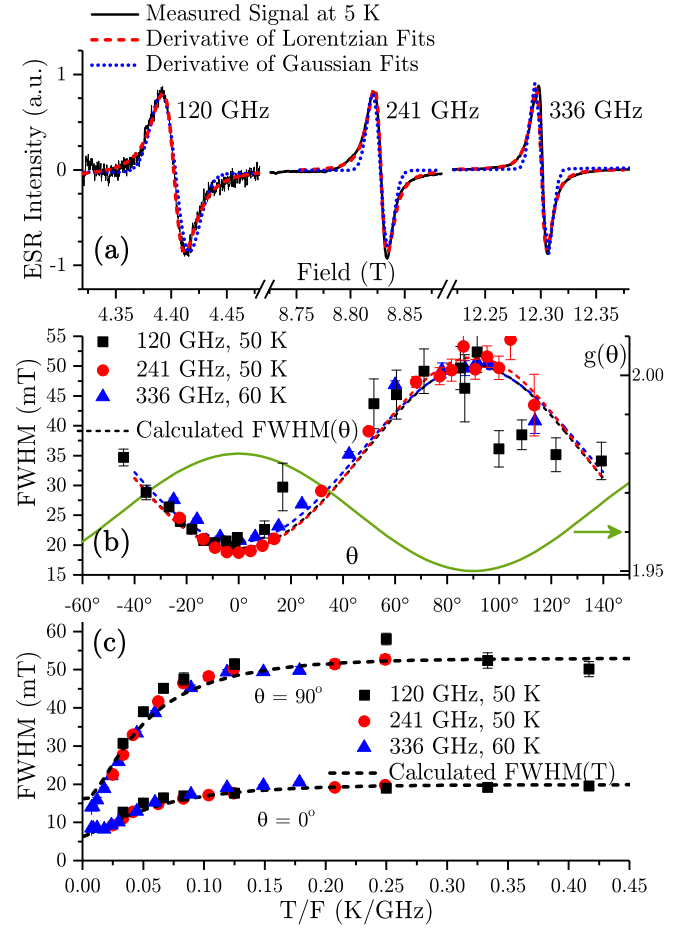 Measured Signal at 5 K
Derivative of Lorentzian Fits
Derivative of Gaussian Fits
ESR Intensity (a.u.)
1
0
-1
120 GHz
241 GHz
336 GHz
(a)
Field (T)
4.35 4.40 4.45 8.75 8.80 8.85 12.25 12.30 12.35
FWHM (mT)
55
50
45
40
35
30
25
20
15
120 GHz, 50 K
241 GHz, 50 K
336 GHz, 60 K
Calculated FWHM(θ)
g(θ)
2.00
1.95
(b)
θ
-60° -40° -20° 0° 20° 40° 60° 80° 100° 120° 140°
(c)
FWHM (mT)
60
50
40
30
20
10
0
θ = 90°
120 GHz, 50 K
241 GHz, 50 K
336 GHz, 60 K
Calculated FWHM(T)
θ = 0°
0.00 0.05 0.10 0.15 0.20 0.25 0.30 0.35 0.40 0.45
T/F (K/GHz)